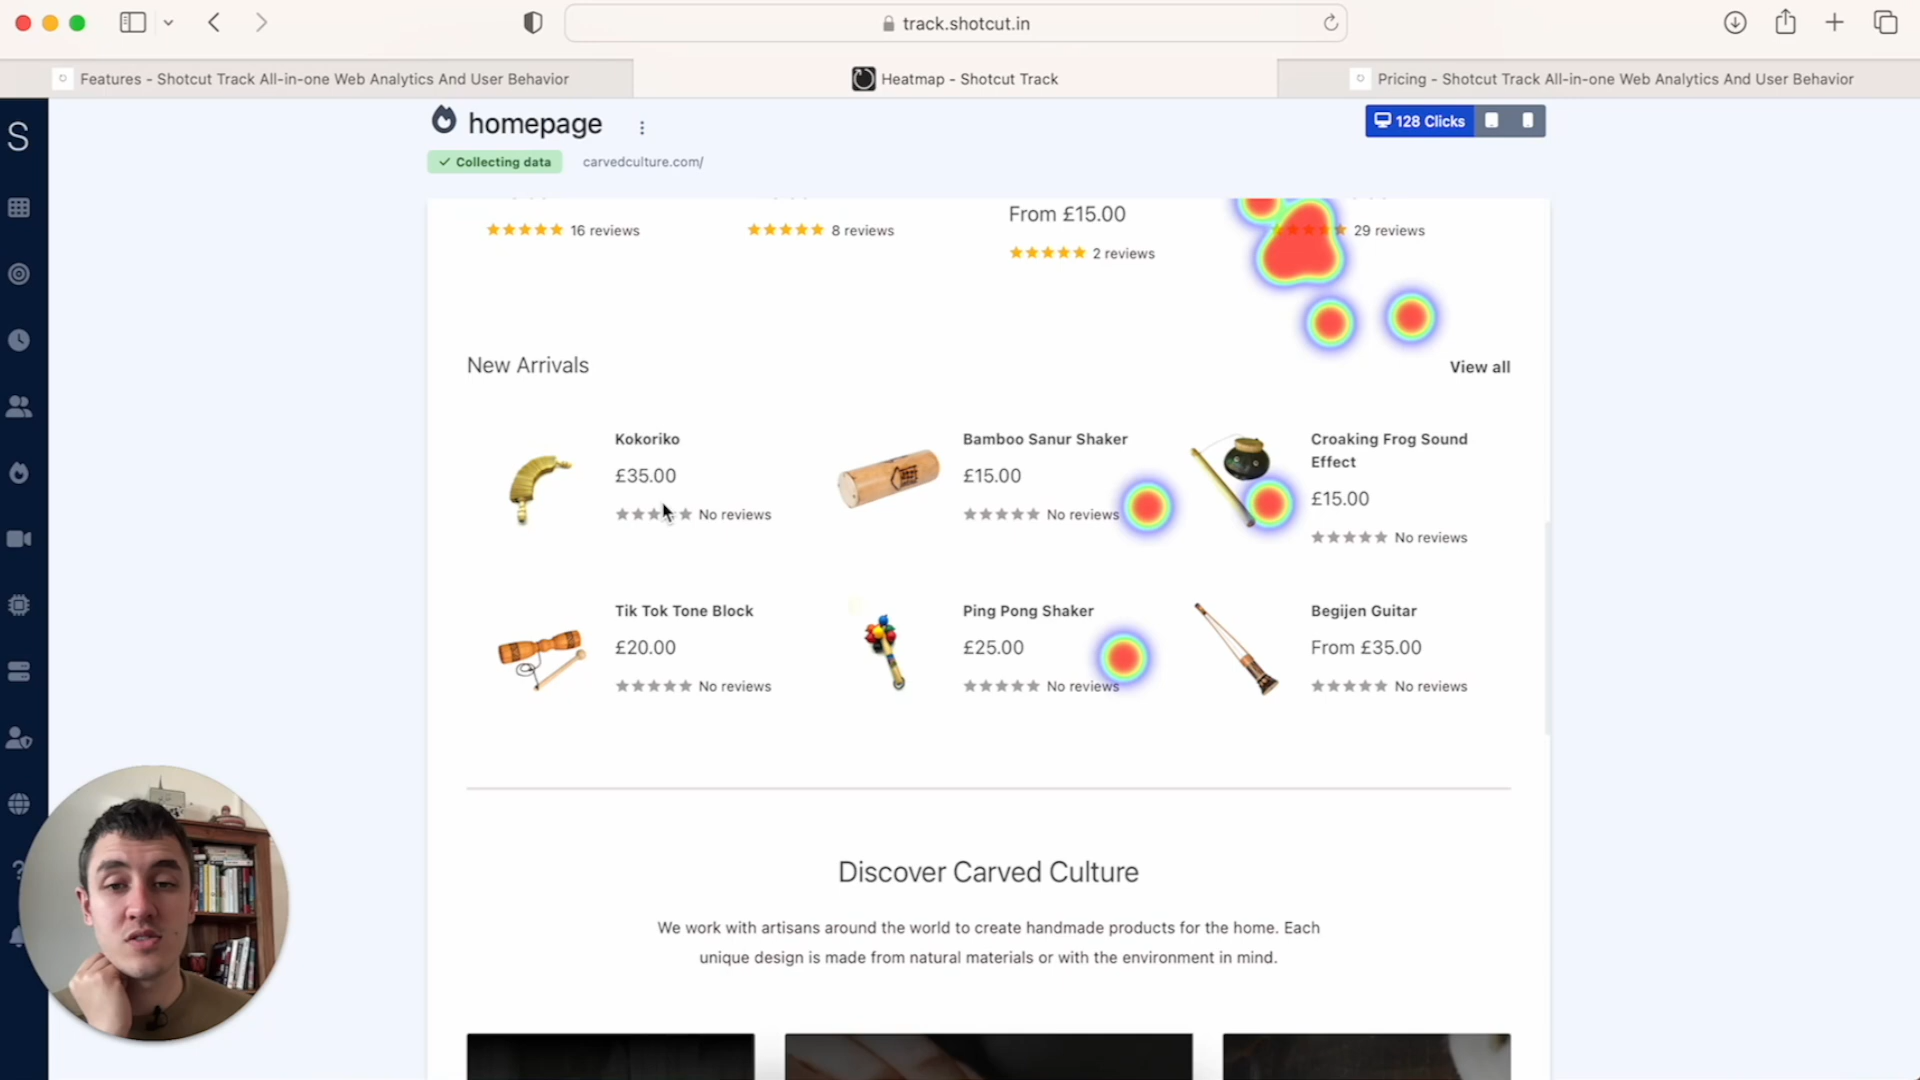 track.shotcut.in
Features - Shotcut Track All-in-one Web Analytics And User Behavior
Heatmap - Shotcut Track
Pricing - Shotcut Track All-in-one Web Analytics And User Behavior
S
homepage
128 Clicks
Collecting data
carvedculture.com/
From £15.00
16 reviews
8 reviews
29 reviews
2 reviews
New Arrivals
View all
Kokoriko
£35.00
No reviews
Bamboo Sanur Shaker
£15.00
No reviews
Croaking Frog Sound
Effect
£15.00
No reviews
Tik Tok Tone Block
£20.00
No reviews
Ping Pong Shaker
£25.00
No reviews
Begijen Guitar
From £35.00
No reviews
Discover Carved Culture
We work with artisans around the world to create handmade products for the home. Each
unique design is made from natural materials or with the environment in mind.